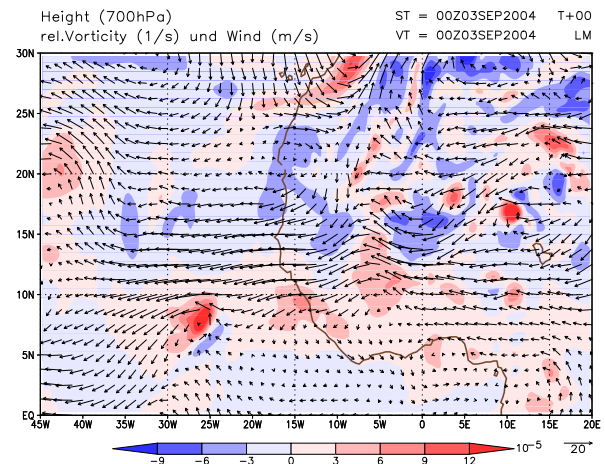 Height (700hPa) ST = 00Z03SEP2004 T+00
rel.Vorticity (1/s) und Wind (m/s) VT = 00Z03SEP2004 LM
30N
25N
20N
15N
10N
5N
EQ
45W 40W 35W 30W 25W 20W 15W 10W 5W 0 5E 10E 15E 20E
-9 -6 -3 0 3 6 9 12 10-5 20